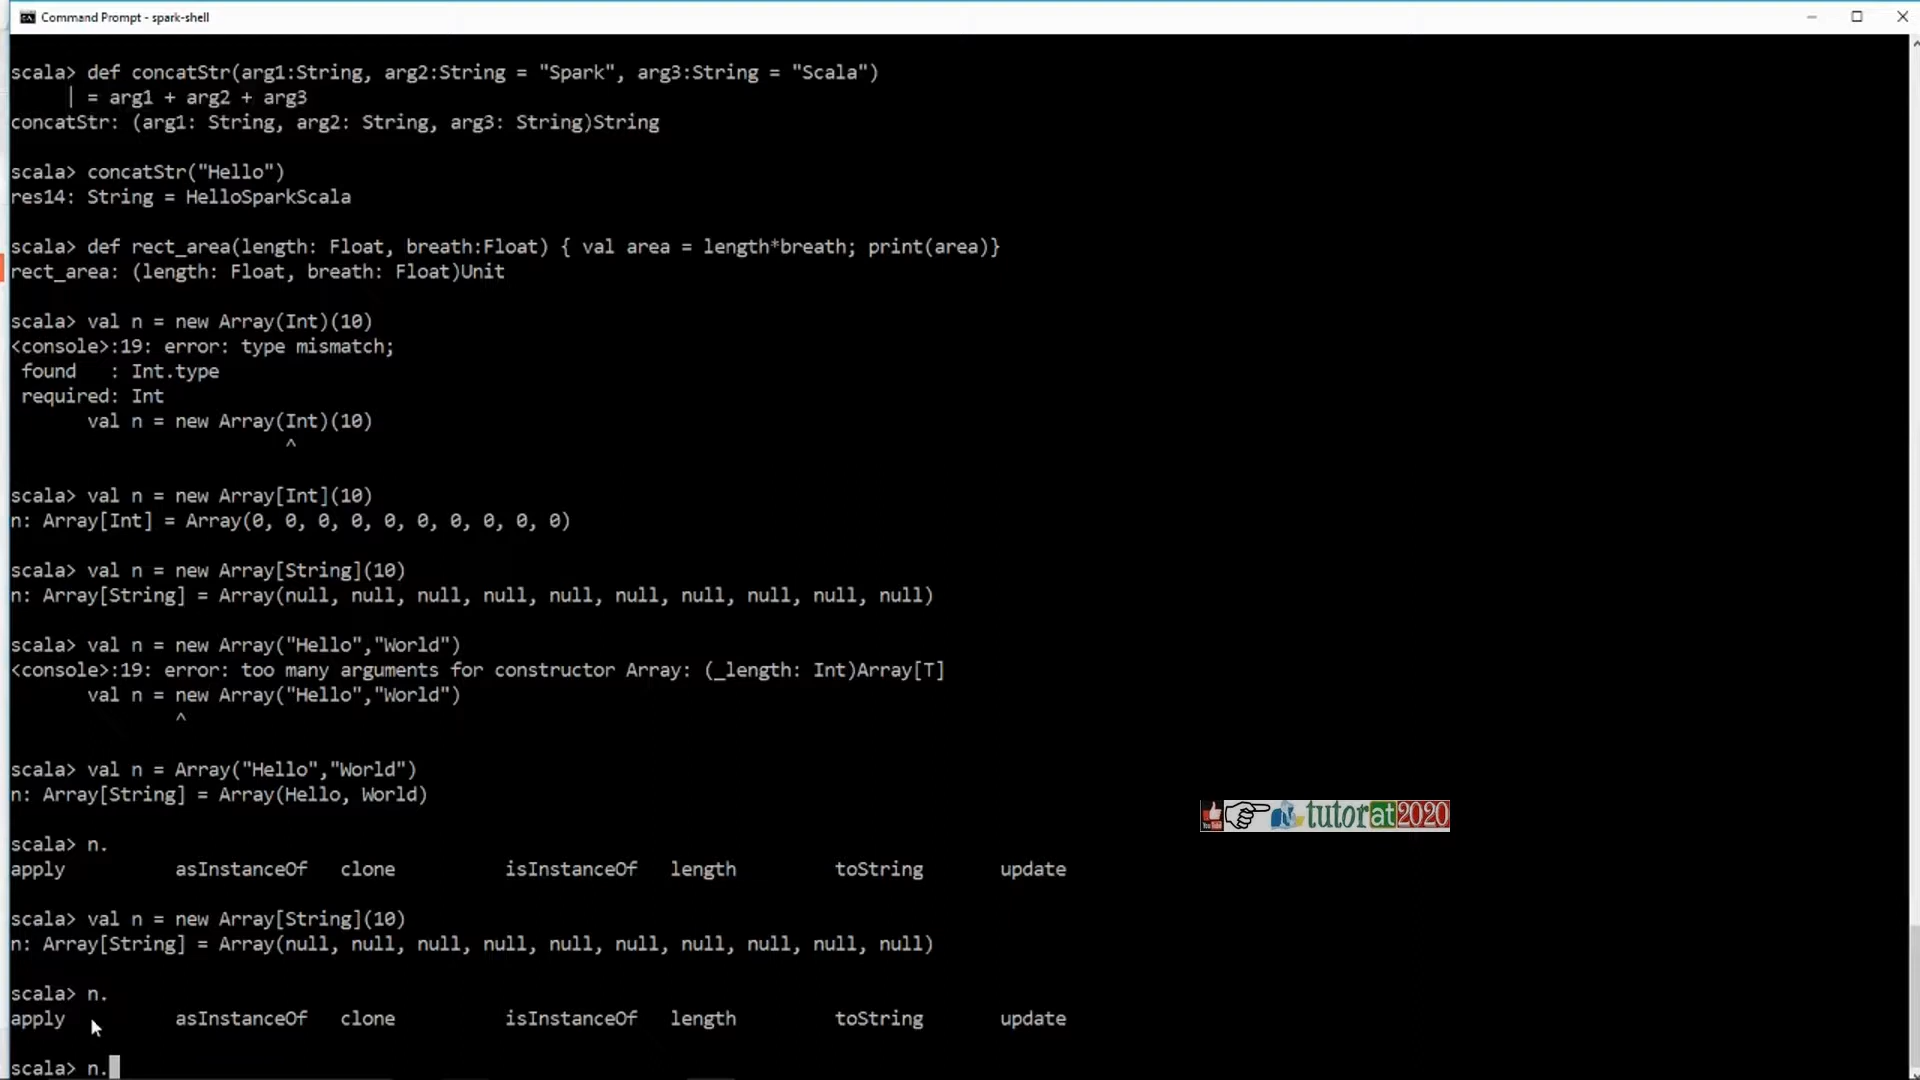 Command Prompt - spark-shell
scala> def concatStr(arg1:String, arg2:String = "Spark", arg3:String = "Scala")
| = arg1 + arg2 + arg3
concatStr: (arg1: String, arg2: String, arg3: String)String
scala> concatStr("Hello")
res14: String = HelloSparkScala
scala> def rect_area(length: Float, breath:Float) { val area = length*breath; print(area)}
rect_area: (length: Float, breath: Float)Unit
scala> val n = new Array(Int)(10)
<console>:19: error: type mismatch;
found   : Int.type
required: Int
val n = new Array(Int)(10)
^
scala> val n = new Array[Int](10)
n: Array[Int] = Array(0, 0, 0, 0, 0, 0, 0, 0, 0, 0)
scala> val n = new Array[String](10)
n: Array[String] = Array(null, null, null, null, null, null, null, null, null, null)
scala> val n = new Array("Hello","World")
<console>:19: error: too many arguments for constructor Array: (_length: Int)Array[T]
val n = new Array("Hello","World")
^
scala> val n = Array("Hello","World")
n: Array[String] = Array(Hello, World)
tutorat2020
scala> n.
apply   asInstanceOf   clone   isInstanceOf   length   toString   update
scala> val n = new Array[String](10)
n: Array[String] = Array(null, null, null, null, null, null, null, null, null, null)
scala> n.
apply   asInstanceOf   clone   isInstanceOf   length   toString   update
scala> n.